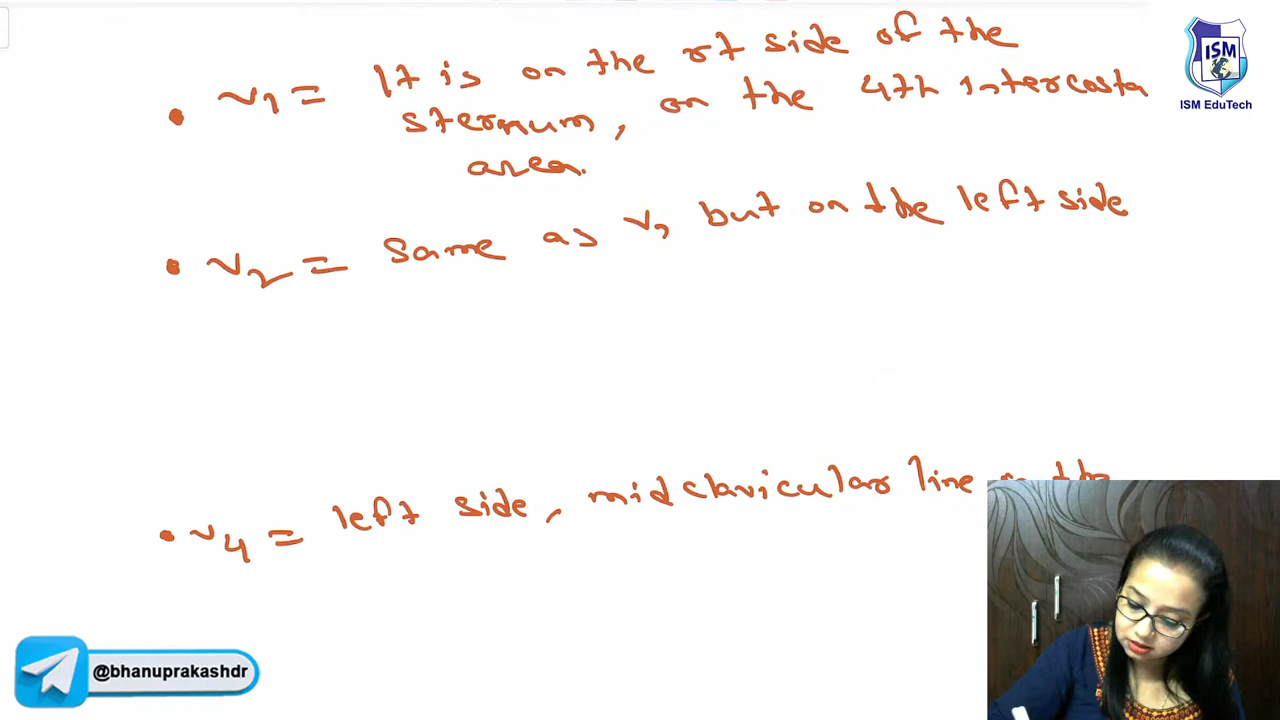 • V1 = It is on the rt side of the
sternum, on the 4th intercosta
area.
• V2 = Same as V, but on the left side
• V4 = left side, midclavicular line
ISM
ISM EduTech
@bhanuprakashdr